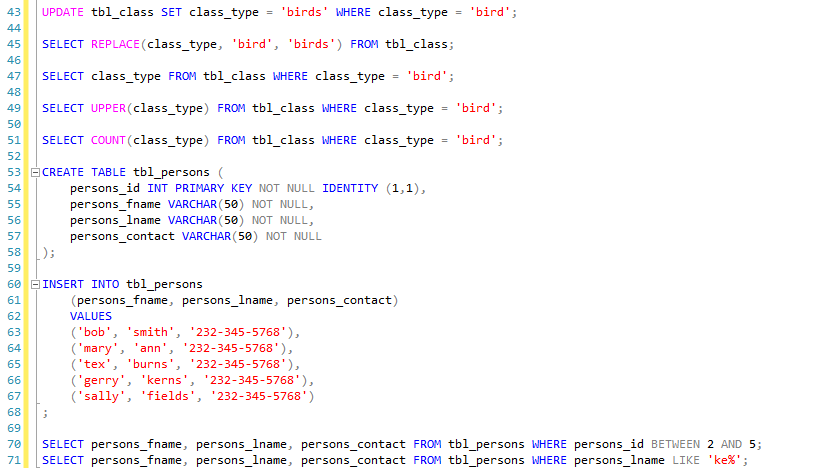 43 UPDATE tbl_class SET class_type = 'birds' WHERE class_type = 'bird';
44
45 SELECT REPLACE(class_type, 'bird', 'birds') FROM tbl_class;
46
47 SELECT class_type FROM tbl_class WHERE class_type = 'bird';
48
49 SELECT UPPER(class_type) FROM tbl_class WHERE class_type = 'bird';
50
51 SELECT COUNT(class_type) FROM tbl_class WHERE class_type = 'bird';
52
53 CREATE TABLE tbl_persons (
54     persons_id INT PRIMARY KEY NOT NULL IDENTITY (1,1),
55     persons_fname VARCHAR(50) NOT NULL,
56     persons_lname VARCHAR(50) NOT NULL,
57     persons_contact VARCHAR(50) NOT NULL
58 );
59
60 INSERT INTO tbl_persons
61     (persons_fname, persons_lname, persons_contact)
62     VALUES
63     ('bob', 'smith', '232-345-5768'),
64     ('mary', 'ann', '232-345-5768'),
65     ('tex', 'burns', '232-345-5768'),
66     ('gerry', 'kerns', '232-345-5768'),
67     ('sally', 'fields', '232-345-5768')
68 ;
69
70 SELECT persons_fname, persons_lname, persons_contact FROM tbl_persons WHERE persons_id BETWEEN 2 AND 5;
71 SELECT persons_fname, persons_lname, persons_contact FROM tbl_persons WHERE persons_lname LIKE 'ke%';